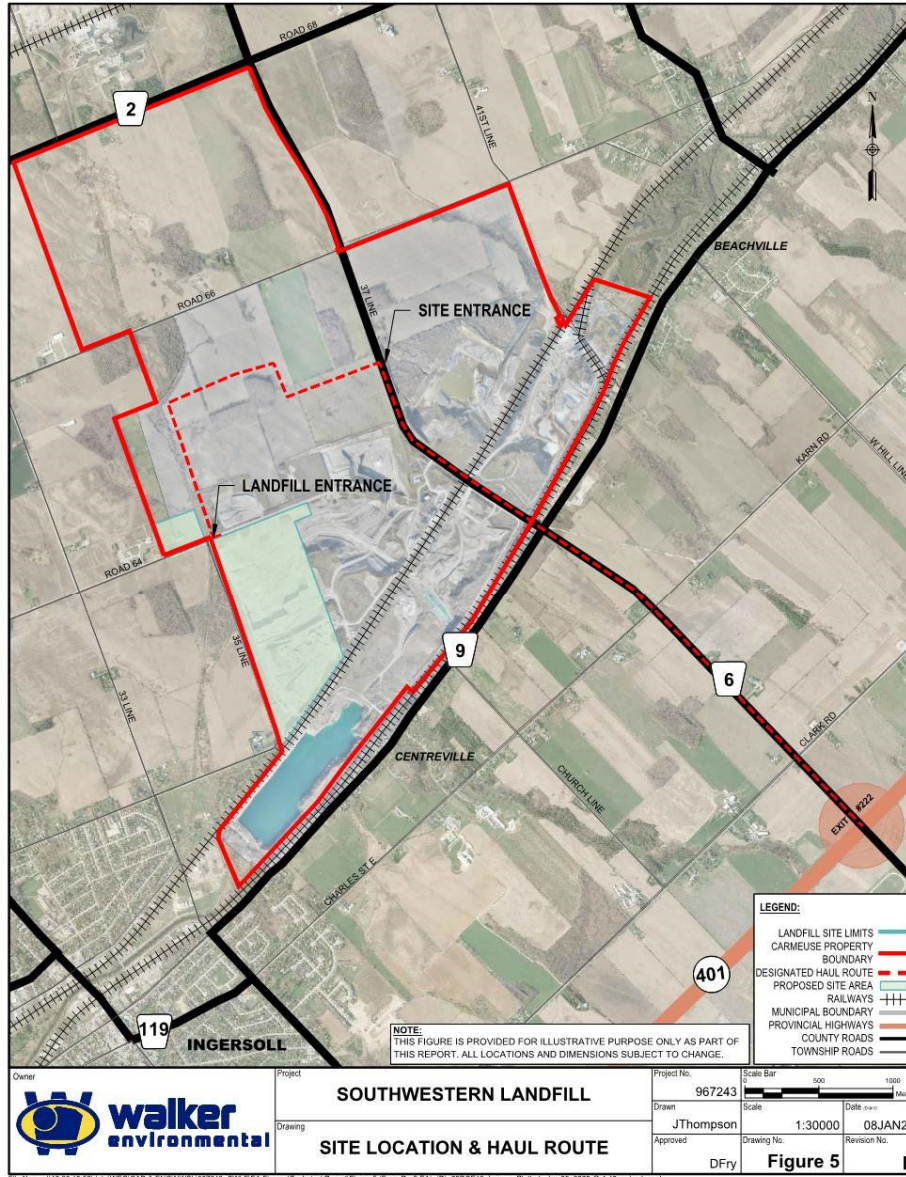 ROAD 68
2
41ST LINE
N
BEACHVILLE
ROAD 66
37 LINE
SITE ENTRANCE
KARN RD
W HILL LINE
LANDFILL ENTRANCE
ROAD 64
35 LINE
9
6
33 LINE
CLARK RD
CENTREVILLE
CHURCH LINE
EXIT #222
CHARLES ST E
401
119
INGERSOLL
LEGEND:
LANDFILL SITE LIMITS
CARMEUSE PROPERTY
BOUNDARY
DESIGNATED HAUL ROUTE
PROPOSED SITE AREA
RAILWAYS
MUNICIPAL BOUNDARY
PROVINCIAL HIGHWAYS
COUNTY ROADS
TOWNSHIP ROADS
NOTE:
THIS FIGURE IS PROVIDED FOR ILLUSTRATIVE PURPOSE ONLY AS PART OF
THIS REPORT. ALL LOCATIONS AND DIMENSIONS SUBJECT TO CHANGE.
Owner
walker
environmental
Project
SOUTHWESTERN LANDFILL
Drawing
SITE LOCATION & HAUL ROUTE
Project No.
967243
Scale Bar
0 500 1000
Drawn
JThompson
Scale
1:30000
Date
08JAN2
Approved
DFry
Drawing No.
Figure 5
Revision No.